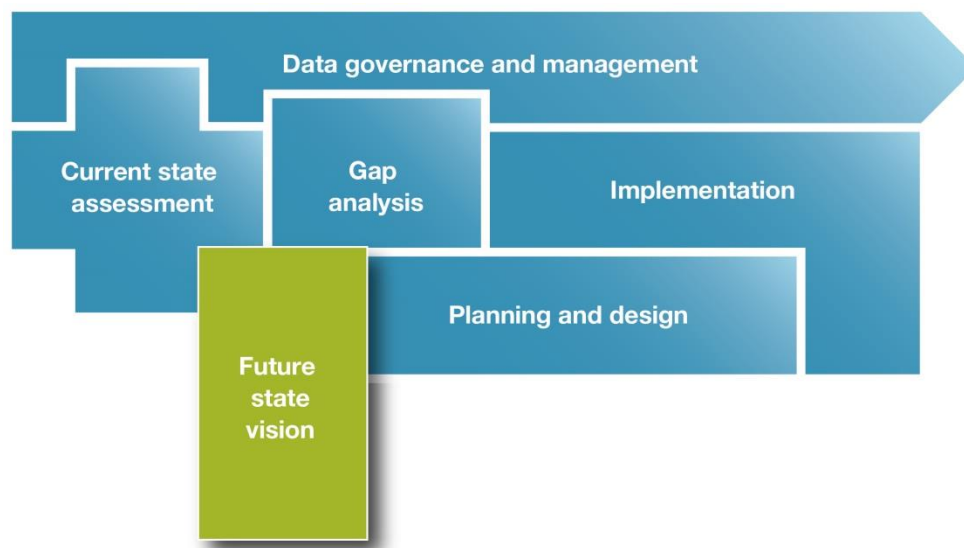 Data governance and management
Current state
assessment
Gap
analysis
Implementation
Planning and design
Future
state
vision